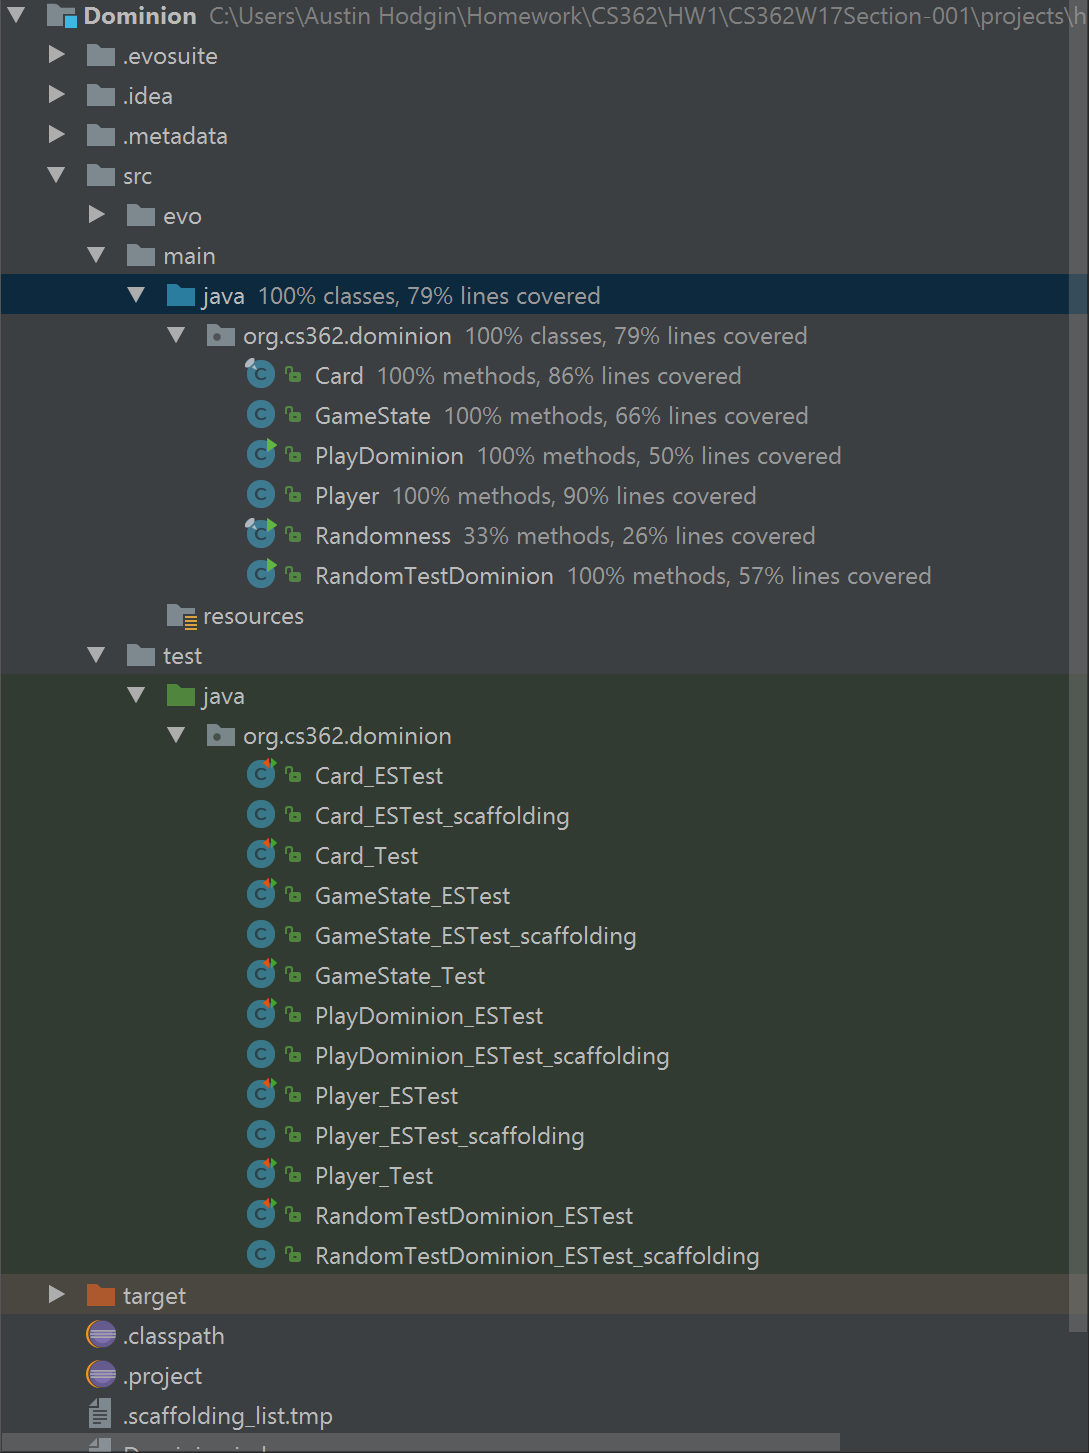 Dominion C:\Users\Austin Hodgin\Homework\CS362\HW1\CS362W17Section-001\projects\h
.evosuite
.idea
.metadata
src
evo
main
java 100% classes, 79% lines covered
org.cs362.dominion 100% classes, 79% lines covered
C Card 100% methods, 86% lines covered
C GameState 100% methods, 66% lines covered
C PlayDominion 100% methods, 50% lines covered
C Player 100% methods, 90% lines covered
C Randomness 33% methods, 26% lines covered
C RandomTestDominion 100% methods, 57% lines covered
resources
test
java
org.cs362.dominion
C Card_ESTest
C Card_ESTest_scaffolding
C Card_Test
C GameState_ESTest
C GameState_ESTest_scaffolding
C GameState_Test
C PlayDominion_ESTest
C PlayDominion_ESTest_scaffolding
C Player_ESTest
C Player_ESTest_scaffolding
C Player_Test
C RandomTestDominion_ESTest
C RandomTestDominion_ESTest_scaffolding
target
.classpath
.project
.scaffolding_list.tmp